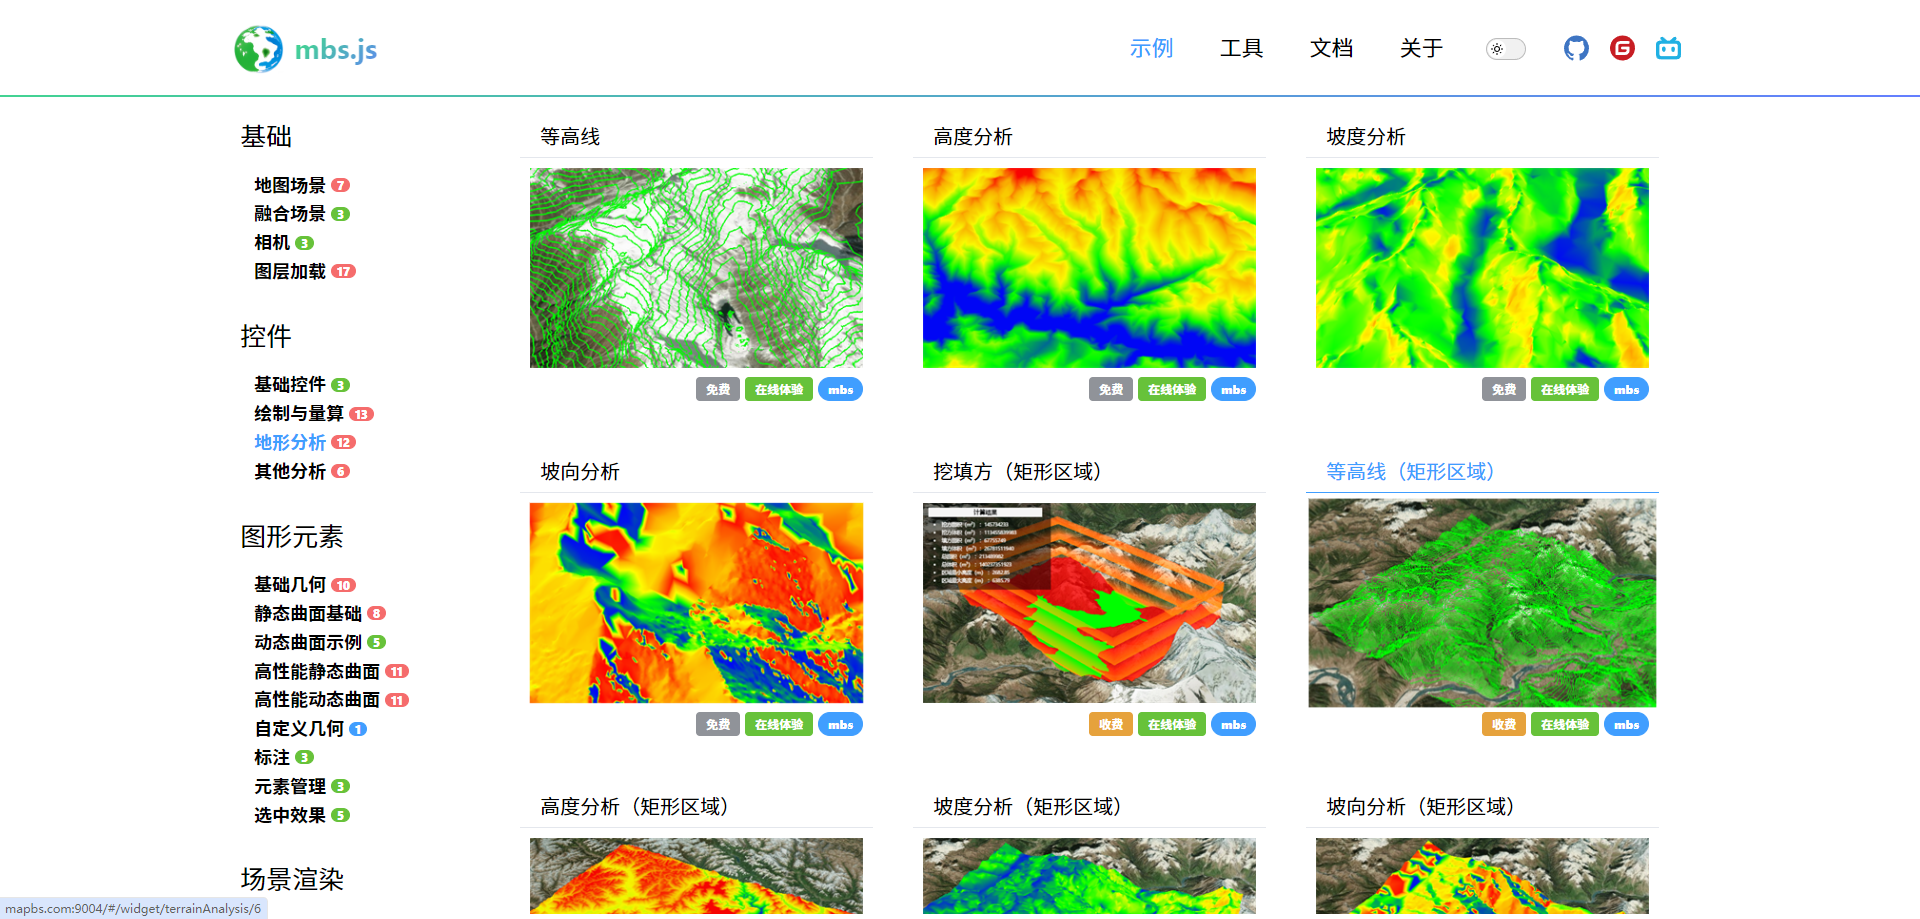 mbs.js
示例 工具 文档 关于
基础
地图场景 7
融合场景 3
相机 3
图层加载 17
控件
基础控件 3
绘制与量算 13
地形分析 12
其他分析 6
图形元素
基础几何 10
静态曲面基础 8
动态曲面示例 5
高性能静态曲面 11
高性能动态曲面 11
自定义几何 1
标注 3
元素管理 3
选中效果 5
场景渲染
等高线
免费 在线体验 mbs
高度分析
免费 在线体验 mbs
坡度分析
免费 在线体验 mbs
坡向分析
免费 在线体验 mbs
挖填方（矩形区域）
计算结果
收费 在线体验 mbs
等高线（矩形区域）
收费 在线体验 mbs
高度分析（矩形区域）
坡度分析（矩形区域）
坡向分析（矩形区域）
mapbs.com:9004/#/widget/terrainAnalysis/6